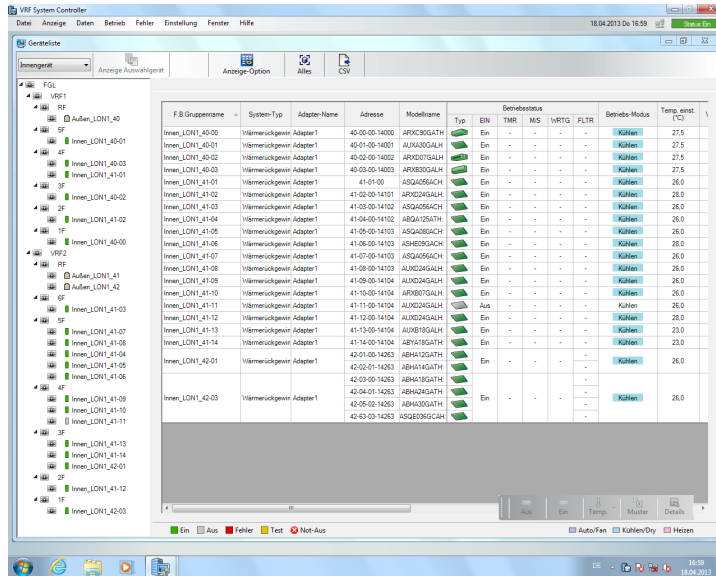 VRF System Controller
Datei Anzeige Daten Betrieb Fehler Einstellung Fenster Hilfe 18.04.2013 Do 16:59 Status:Ein
Geräteliste
Innengerät Anzeige Auswahlgerät Anzeige-Option Alles CSV
FGL
VRF1
RF
Außen_LON1_40
5F
Innen_LON1_40-01
4F
Innen_LON1_40-03
Innen_LON1_41-01
3F
Innen_LON1_40-02
2F
Innen_LON1_41-02
1F
Innen_LON1_40-00
VRF2
RF
Außen_LON1_41
Außen_LON1_42
6F
Innen_LON1_41-03
5F
Innen_LON1_41-07
Innen_LON1_41-08
Innen_LON1_41-04
Innen_LON1_41-05
Innen_LON1_41-06
4F
Innen_LON1_41-09
Innen_LON1_41-10
Innen_LON1_41-11
3F
Innen_LON1_41-13
Innen_LON1_41-14
Innen_LON1_42-01
2F
Innen_LON1_41-12
1F
Innen_LON1_42-03
Betriebsstatus
F.B.Gruppenname System-Typ Adapter-Name Adresse Modellname Typ EIN TMR M/S WRTG FLTR Betriebs-Modus Temp. einst. (°C)
Innen_LON1_40-00 Wärmerückgewin Adapter1 40-00-00-14000 ARXC90GATH Ein - - - - Kühlen 27,5
Innen_LON1_40-01 Wärmerückgewin Adapter1 40-01-00-14001 AUXA30GALH Ein - - - - Kühlen 27,5
Innen_LON1_40-02 Wärmerückgewin Adapter1 40-02-00-14002 ARXD07GALH Ein - - - - Kühlen 27,5
Innen_LON1_40-03 Wärmerückgewin Adapter1 40-03-00-14003 ARXB30GALH Ein - - - - Kühlen 27,5
Innen_LON1_41-01 Wärmerückgewin Adapter1 41-01-00 ASQA056ACH: Ein - - - - Kühlen 26,0
Innen_LON1_41-02 Wärmerückgewin Adapter1 41-02-00-14101 ARXD24GALH: Ein - - - - Kühlen 28,0
Innen_LON1_41-03 Wärmerückgewin Adapter1 41-03-00-14102 ASQA056ACH: Ein - - - - Kühlen 26,0
Innen_LON1_41-04 Wärmerückgewin Adapter1 41-04-00-14102 ABQA125ATH: Ein - - - - Kühlen 26,0
Innen_LON1_41-05 Wärmerückgewin Adapter1 41-05-00-14103 ASQA080ACH: Ein - - - - Kühlen 26,0
Innen_LON1_41-06 Wärmerückgewin Adapter1 41-06-00-14103 ASHE09GACH: Ein - - - - Kühlen 28,0
Innen_LON1_41-07 Wärmerückgewin Adapter1 41-07-00-14103 ASQA056ACH: Ein - - - - Kühlen 26,0
Innen_LON1_41-08 Wärmerückgewin Adapter1 41-08-00-14103 AUXD24GALH: Ein - - - - Kühlen 26,0
Innen_LON1_41-09 Wärmerückgewin Adapter1 41-09-00-14104 ARXD24GALH: Ein - - - - Kühlen 26,0
Innen_LON1_41-10 Wärmerückgewin Adapter1 41-10-00-14104 ARXB07GALH Ein - - - - Kühlen 26,0
Innen_LON1_41-11 Wärmerückgewin Adapter1 41-11-00-14104 AUXD24GALH: Aus - - - - Kühlen 26,0
Innen_LON1_41-12 Wärmerückgewin Adapter1 41-12-00-14104 AUXD24GALH: Ein - - - - Kühlen 28,0
Innen_LON1_41-13 Wärmerückgewin Adapter1 41-13-00-14104 AUXB18GALH: Ein - - - - Kühlen 23,0
Innen_LON1_41-14 Wärmerückgewin Adapter1 41-14-00-14104 ABYA18GATH: Ein - - - - Kühlen 23,0
Innen_LON1_42-01 Wärmerückgewin Adapter1 42-01-00-14263 ABHA12GATH: Ein - - - - Kühlen 26,0
42-02-01-14263 ABHA14GATH: -
Innen_LON1_42-03 Wärmerückgewin Adapter1 42-03-00-14263 ABHA18GATH: Ein - - - - Kühlen 26,0
42-04-01-14263 ABHA24GATH: -
42-05-02-14263 ABHA30GATH: -
42-63-03-14263 ASQE036GCAH: -
Aus Ein Temp. Muster Details
Ein Aus Fehler Test Not-Aus Auto/Fan Kühlen/Dry Heizen
DE 16:59
18.04.2013